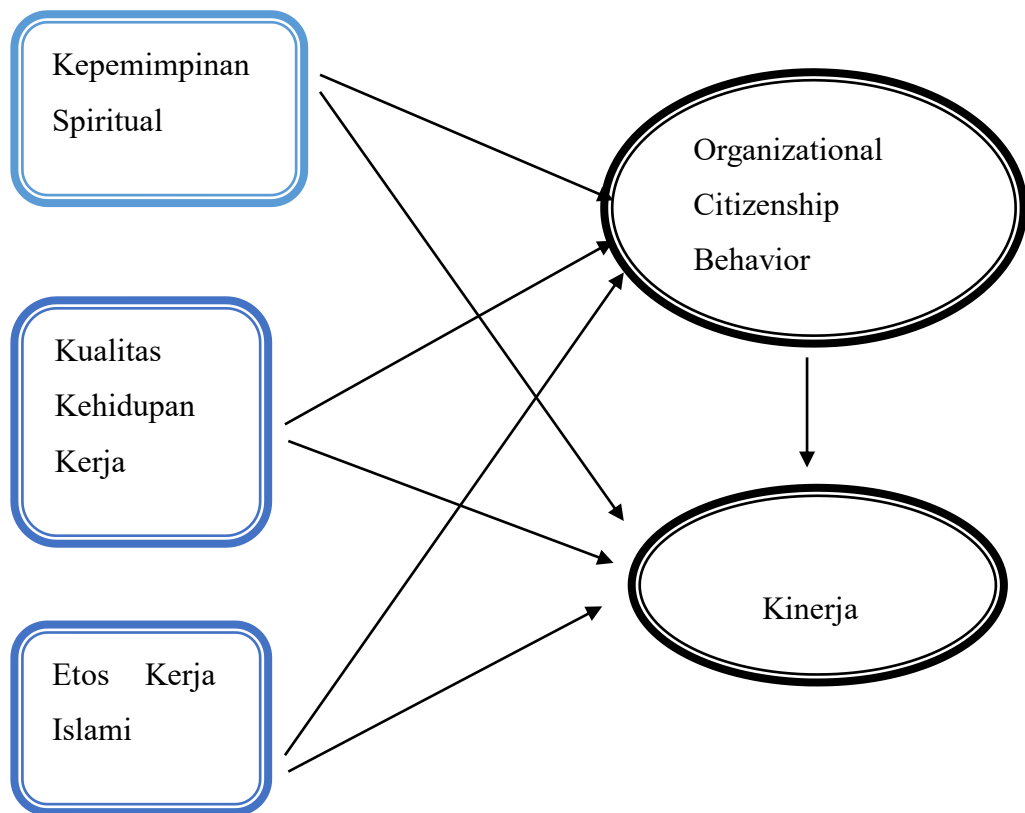 Kepemimpinan
Spiritual
Organizational
Citizenship
Behavior
Kualitas
Kehidupan
Kerja
Kinerja
Etos Kerja
Islami